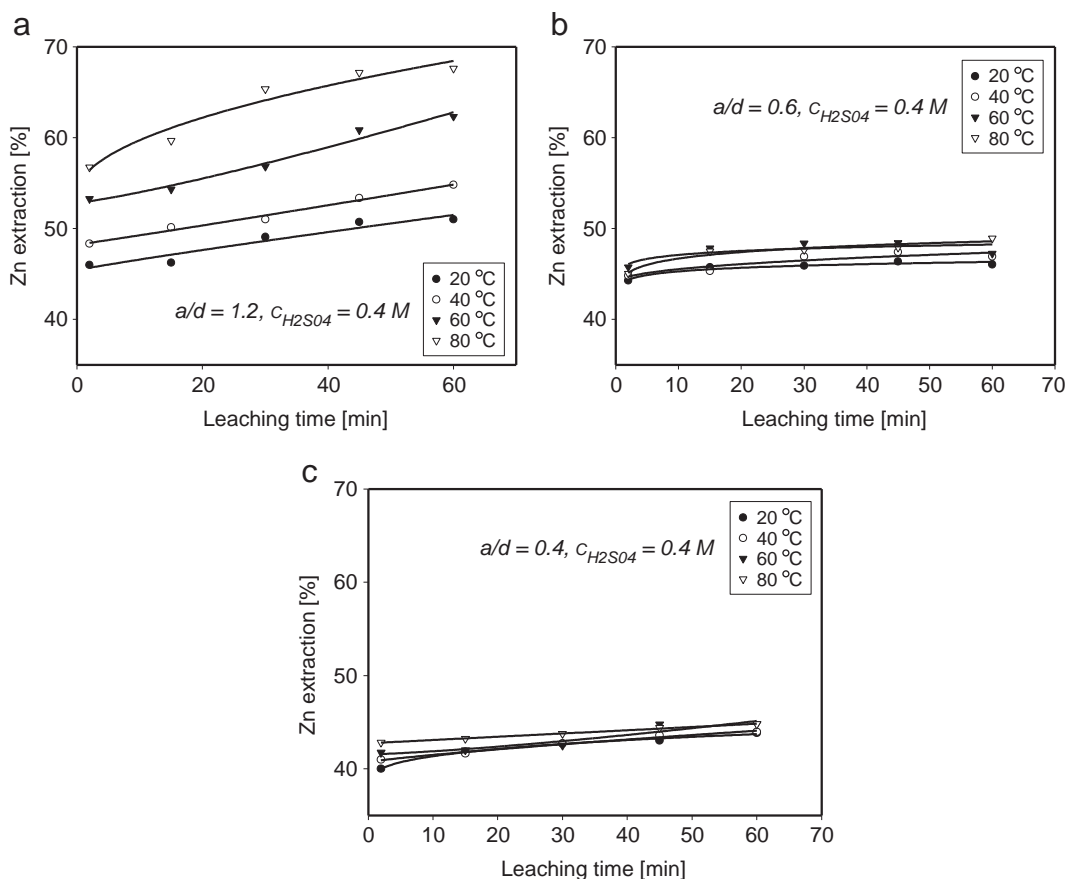 a
70
60
50
40
Zn extraction [%]
0
20
40
60
Leaching time [min]
a/d = 1.2, CH2S04 = 0.4 M
20 °C
40 °C
60 °C
80 °C
b
70
60
50
40
Zn extraction [%]
0
10
20
30
40
50
60
70
Leaching time [min]
a/d = 0.6, CH2S04 = 0.4 M
20 °C
40 °C
60 °C
80 °C
c
70
60
50
40
Zn extraction [%]
0
10
20
30
40
50
60
70
Leaching time [min]
a/d = 0.4, CH2S04 = 0.4 M
20 °C
40 °C
60 °C
80 °C